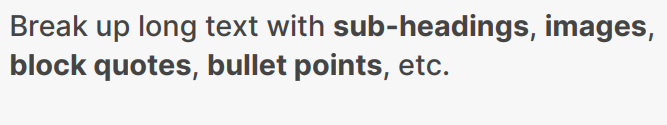 Break up long text with sub-headings, images,
block quotes, bullet points, etc.